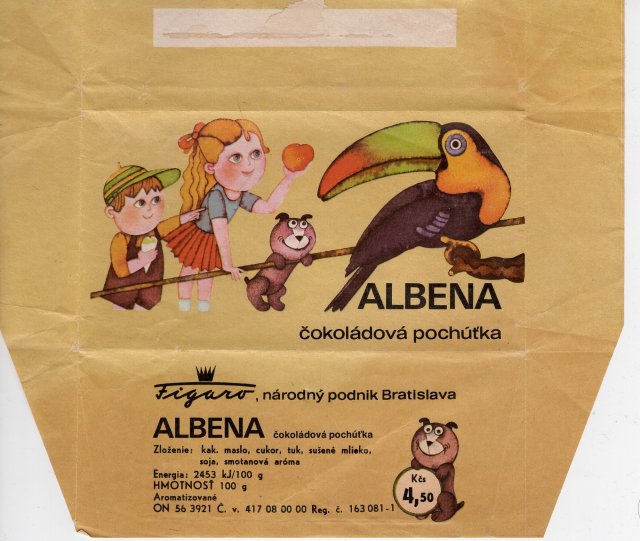 ALBENA
čokoládová pochúťka
Figaro, národný podnik Bratislava
ALBENA čokoládová pochúťka
Zloženie: kak. maslo, cukor, tuk, sušené mlieko,
soja, smotanová aróma
Energia: 2453 kJ/100 g
HMOTNOSŤ 100 g
Aromatizované
ON 56 3921 Č. v. 417 08 00 00 Reg. č. 163 081-1
Kčs
4,50